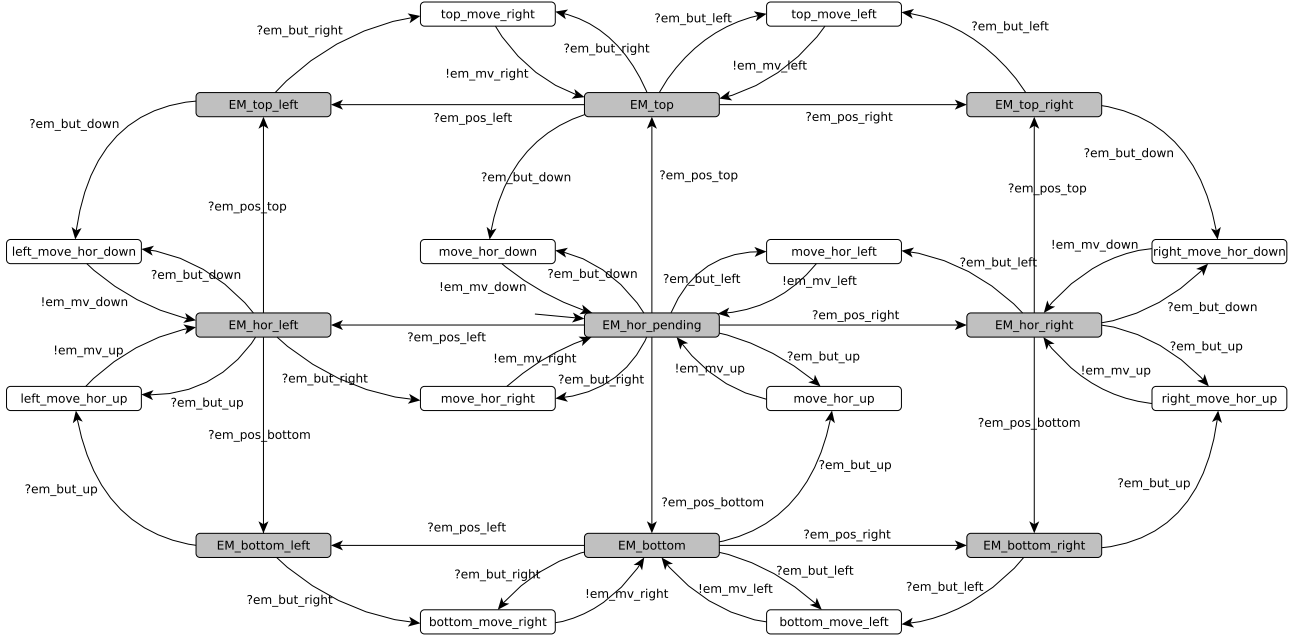 top_move_right
top_move_left
?em_but_left
?em_but_left
?em_but_right
?em_but_right
!em_mv_left
!em_mv_right
EM_top_left
EM_top
EM_top_right
?em_pos_left
?em_pos_right
?em_but_down
?em_but_down
?em_but_down
?em_pos_top
?em_pos_top
?em_pos_top
left_move_hor_down
move_hor_down
move_hor_left
!em_mv_down
right_move_hor_down
?em_but_left
?em_but_down
?em_but_down
?em_but_left
!em_mv_left
!em_mv_down
!em_mv_down
?em_but_down
?em_pos_right
EM_hor_left
EM_hor_pending
EM_hor_right
?em_pos_left
!em_mv_up
!em_mv_right
?em_but_up
?em_but_up
!em_mv_up
!em_mv_up
?em_but_right
?em_but_right
left_move_hor_up
?em_but_up
move_hor_right
move_hor_up
right_move_hor_up
?em_pos_bottom
?em_pos_bottom
?em_but_up
?em_but_up
?em_but_up
?em_pos_bottom
?em_pos_left
?em_pos_right
EM_bottom_left
EM_bottom
EM_bottom_right
?em_but_right
?em_but_left
?em_but_left
!em_mv_left
!em_mv_right
?em_but_right
bottom_move_right
bottom_move_left